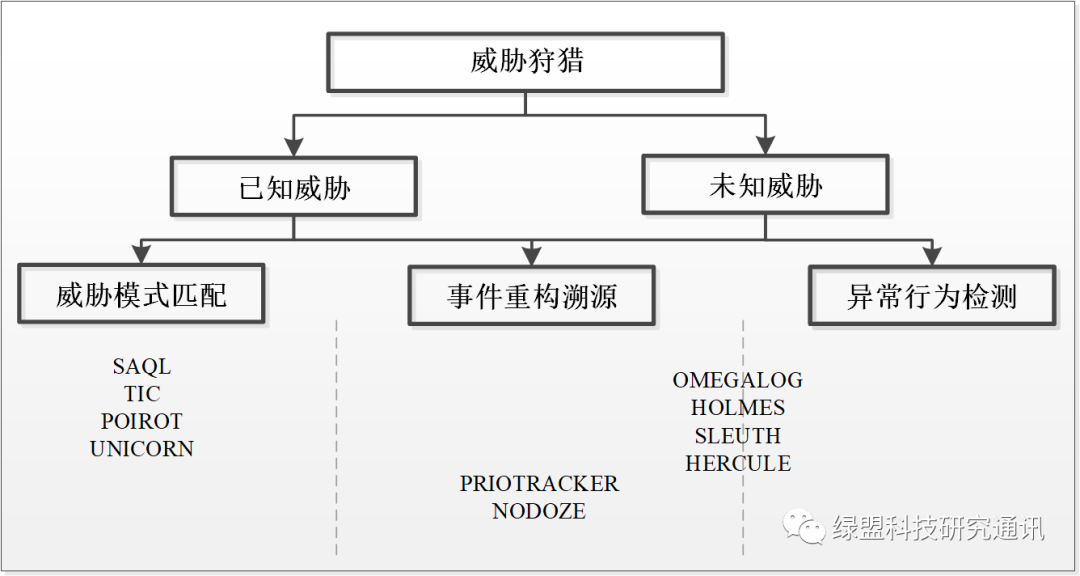 威胁狩猎
已知威胁
未知威胁
威胁模式匹配
事件重构溯源
异常行为检测
SAQL
TIC
POIROT
UNICORN
OMEGALOG
HOLMES
SLEUTH
HERCULE
PRIOTRACKER
NODOZE
绿盟科技研究通讯